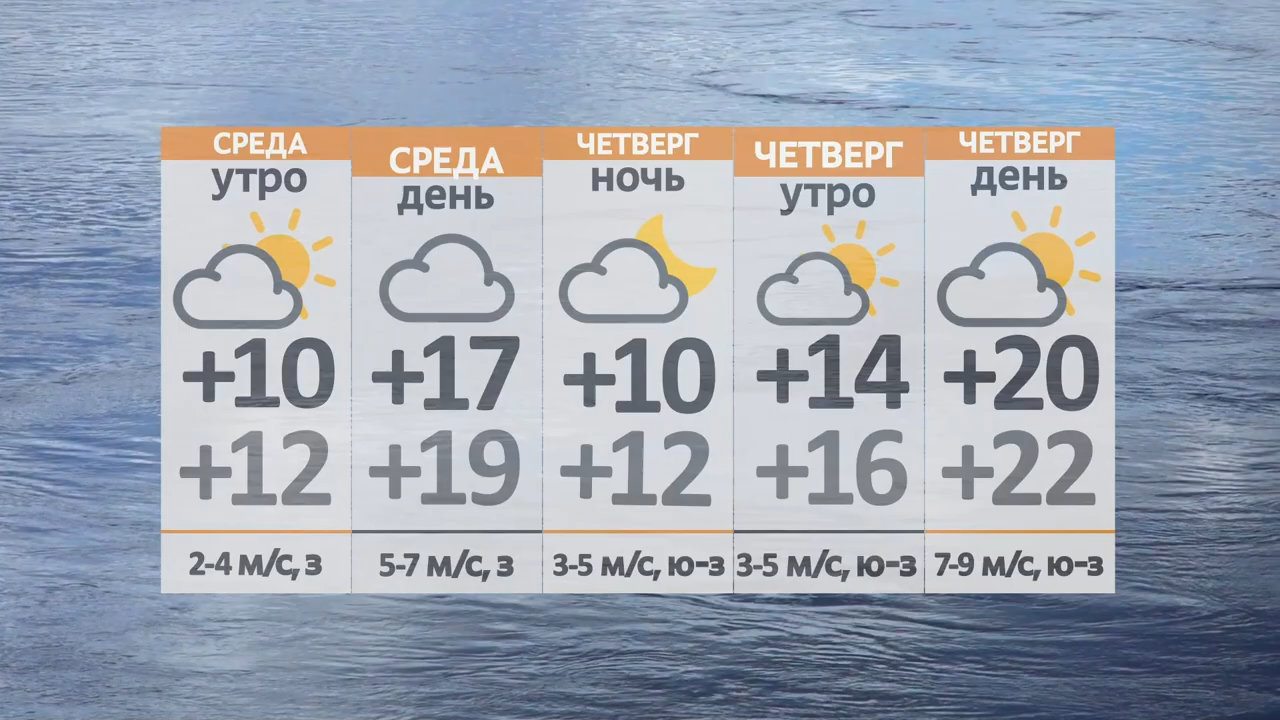 СРЕДА
утро
+10
+12
2-4 м/с, з
СРЕДА
день
+17
+19
5-7 м/с, з
ЧЕТВЕРГ
ночь
+10
+12
3-5 м/с, ю-з
ЧЕТВЕРГ
утро
+14
+16
3-5 м/с, ю-з
ЧЕТВЕРГ
день
+20
+22
7-9 м/с, ю-з